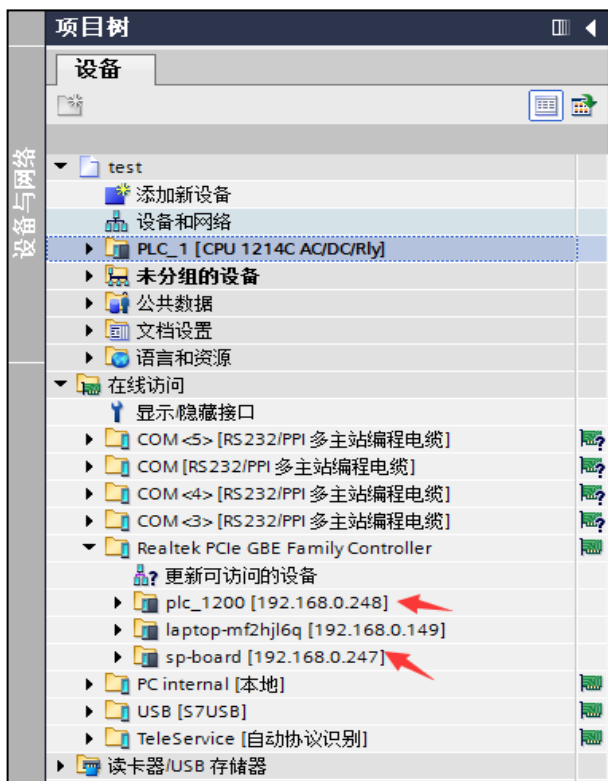 项目树
设备
设备与网络
test
添加新设备
设备和网络
PLC_1 [CPU 1214C AC/DC/Rly]
未分组的设备
公共数据
文档设置
语言和资源
在线访问
显示/隐藏接口
COM <5> [RS232/PPI 多主站编程电缆]
COM [RS232/PPI 多主站编程电缆]
COM <4> [RS232/PPI 多主站编程电缆]
COM <3> [RS232/PPI 多主站编程电缆]
Realtek PCIe GBE Family Controller
更新可访问的设备
plc_1200 [192.168.0.248]
laptop-mf2hjl6q [192.168.0.149]
sp-board [192.168.0.247]
PC internal [本地]
USB [S7USB]
TeleService [自动协议识别]
读卡器/USB 存储器